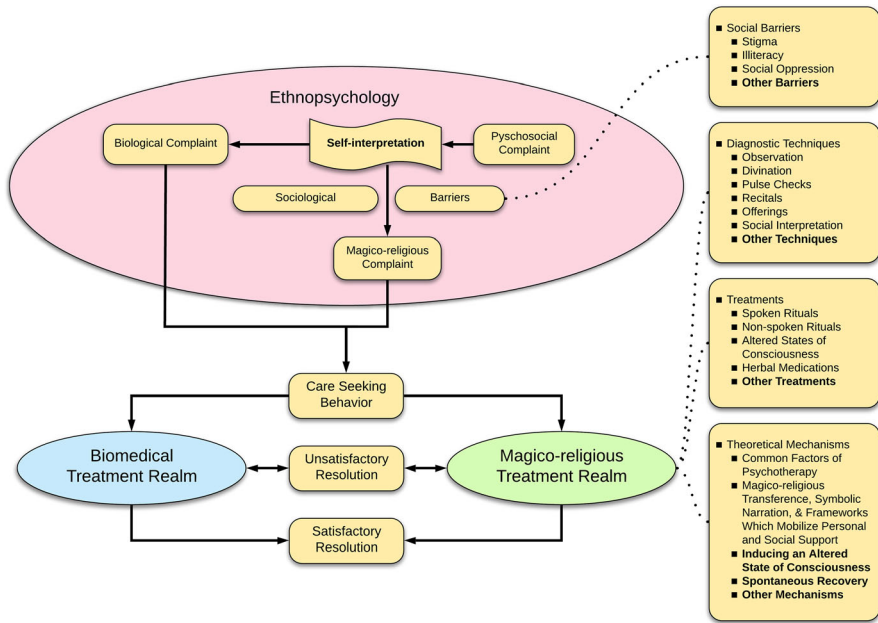 Ethnopsychology
Biological Complaint
Self-interpretation
Pyschosocial
Complaint
Sociological
Barriers
Magico-religious
Complaint
Care Seeking
Behavior
Biomedical
Treatment Realm
Unsatisfactory
Resolution
Magico-religious
Treatment Realm
Satisfactory
Resolution
■ Social Barriers
■ Stigma
■ Illiteracy
■ Social Oppression
■ Other Barriers
■ Diagnostic Techniques
■ Observation
■ Divination
■ Pulse Checks
■ Recitals
■ Offerings
■ Social Interpretation
■ Other Techniques
■ Treatments
■ Spoken Rituals
■ Non-spoken Rituals
■ Altered States of
Consciousness
■ Herbal Medications
■ Other Treatments
■ Theoretical Mechanisms
■ Common Factors of
Psychotherapy
■ Magico-religious
Transference, Symbolic
Narration, & Frameworks
Which Mobilize Personal
and Social Support
■ Inducing an Altered
State of Consciousness
■ Spontaneous Recovery
■ Other Mechanisms